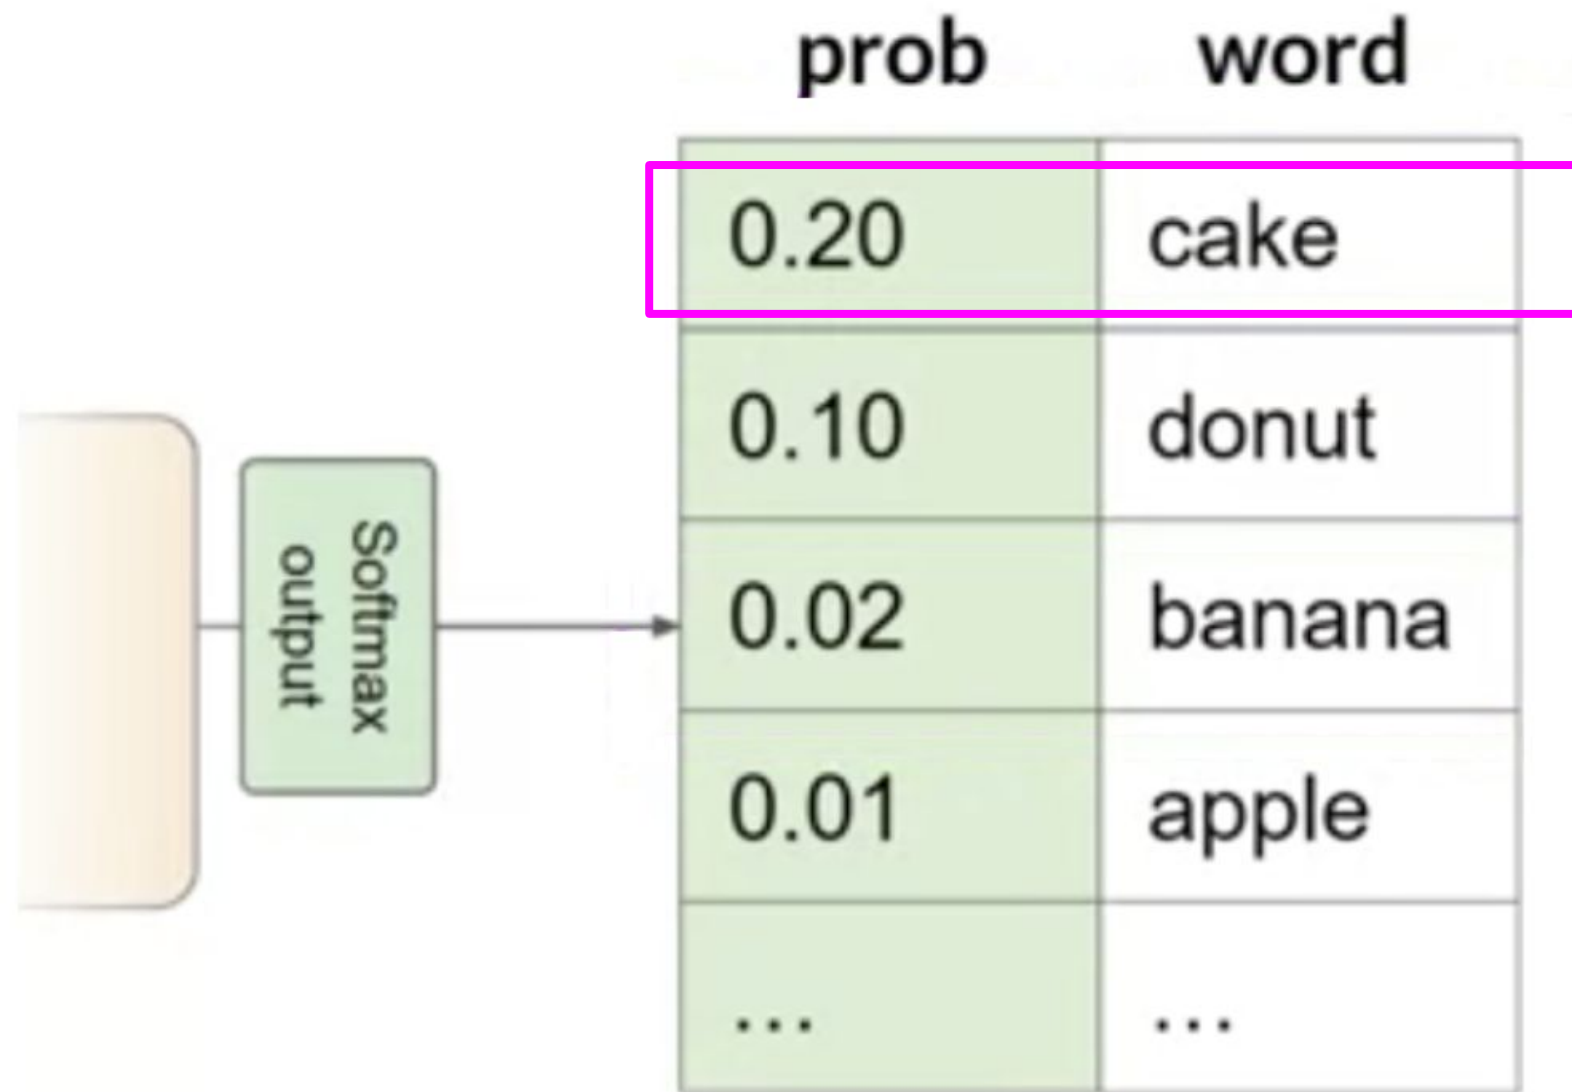 prob word
0.20 cake
0.10 donut
Softmax
output
0.02 banana
0.01 apple
... ...